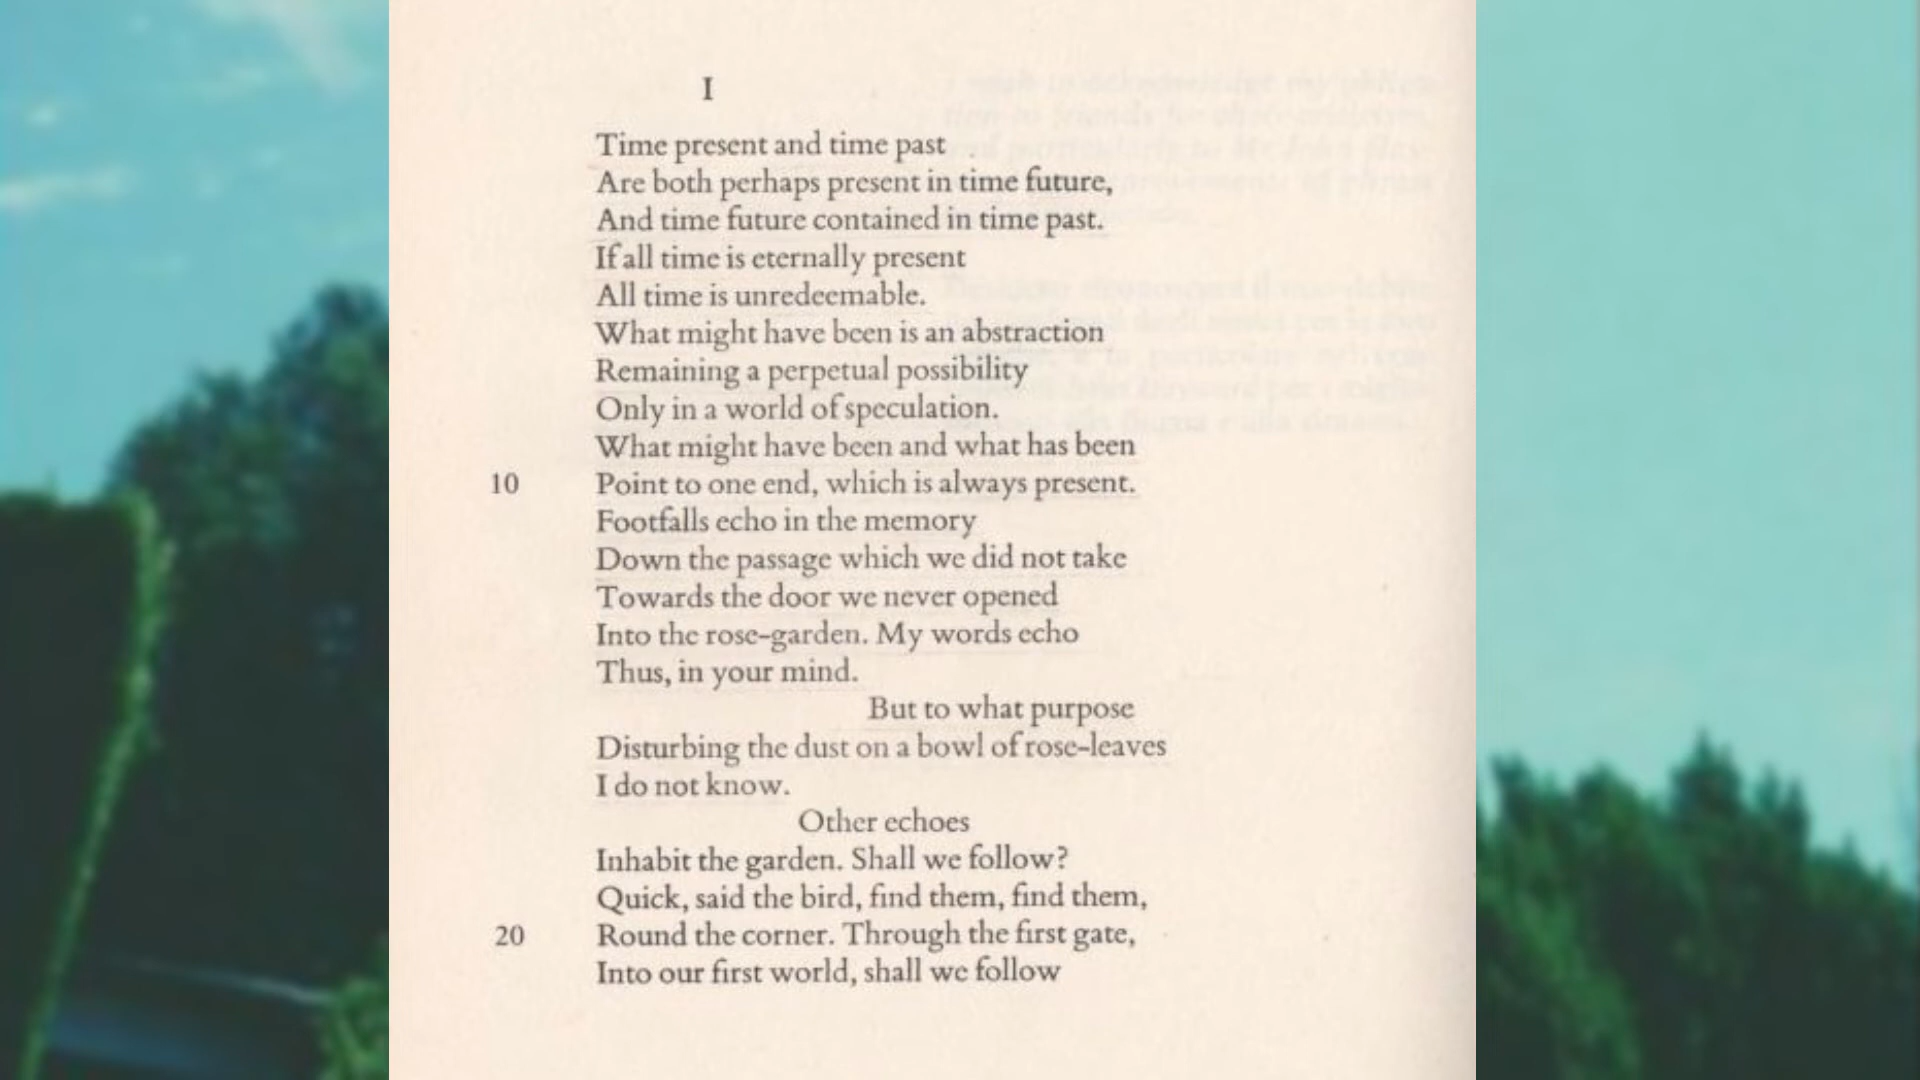 I
Time present and time past
Are both perhaps present in time future,
And time future contained in time past.
If all time is eternally present
All time is unredeemable.
What might have been is an abstraction
Remaining a perpetual possibility
Only in a world of speculation.
What might have been and what has been
10 Point to one end, which is always present.
Footfalls echo in the memory
Down the passage which we did not take
Towards the door we never opened
Into the rose-garden. My words echo
Thus, in your mind.
But to what purpose
Disturbing the dust on a bowl of rose-leaves
I do not know.
Other echoes
Inhabit the garden. Shall we follow?
Quick, said the bird, find them, find them,
20 Round the corner. Through the first gate,
Into our first world, shall we follow